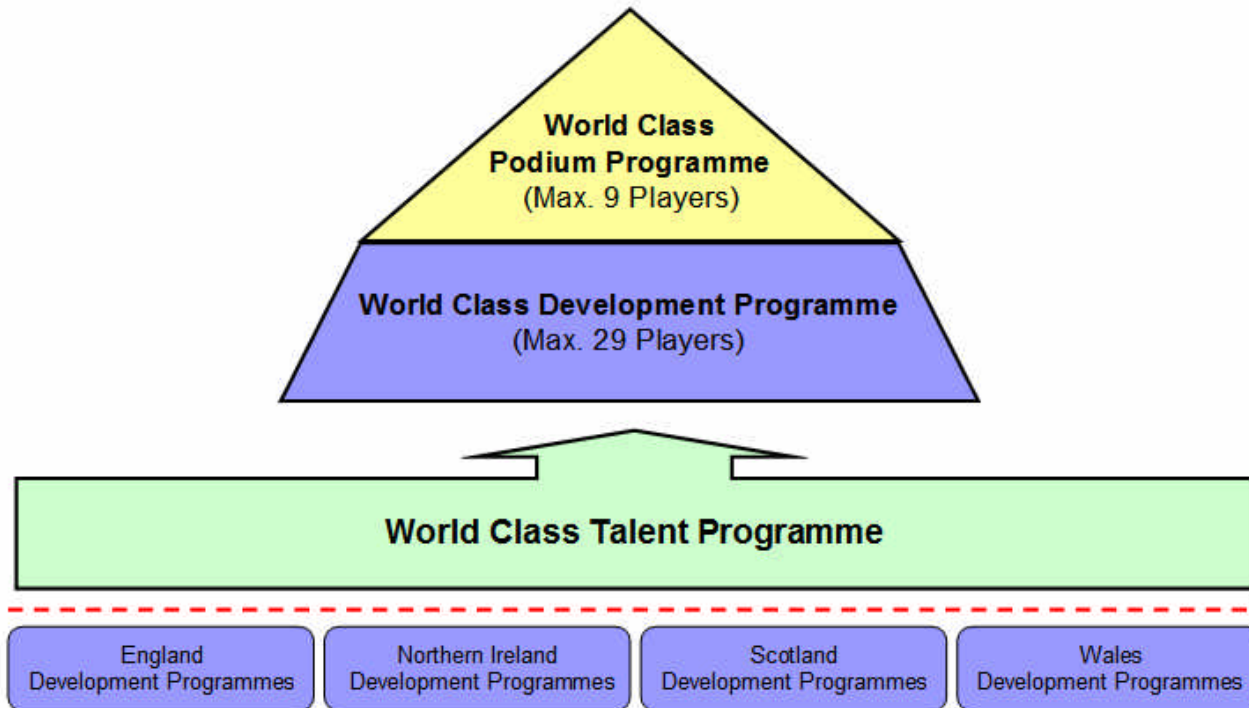 World Class
Podium Programme
(Max. 9 Players)
World Class Development Programme
(Max. 29 Players)
World Class Talent Programme
England
Development Programmes
Northern Ireland
Development Programmes
Scotland
Development Programmes
Wales
Development Programmes